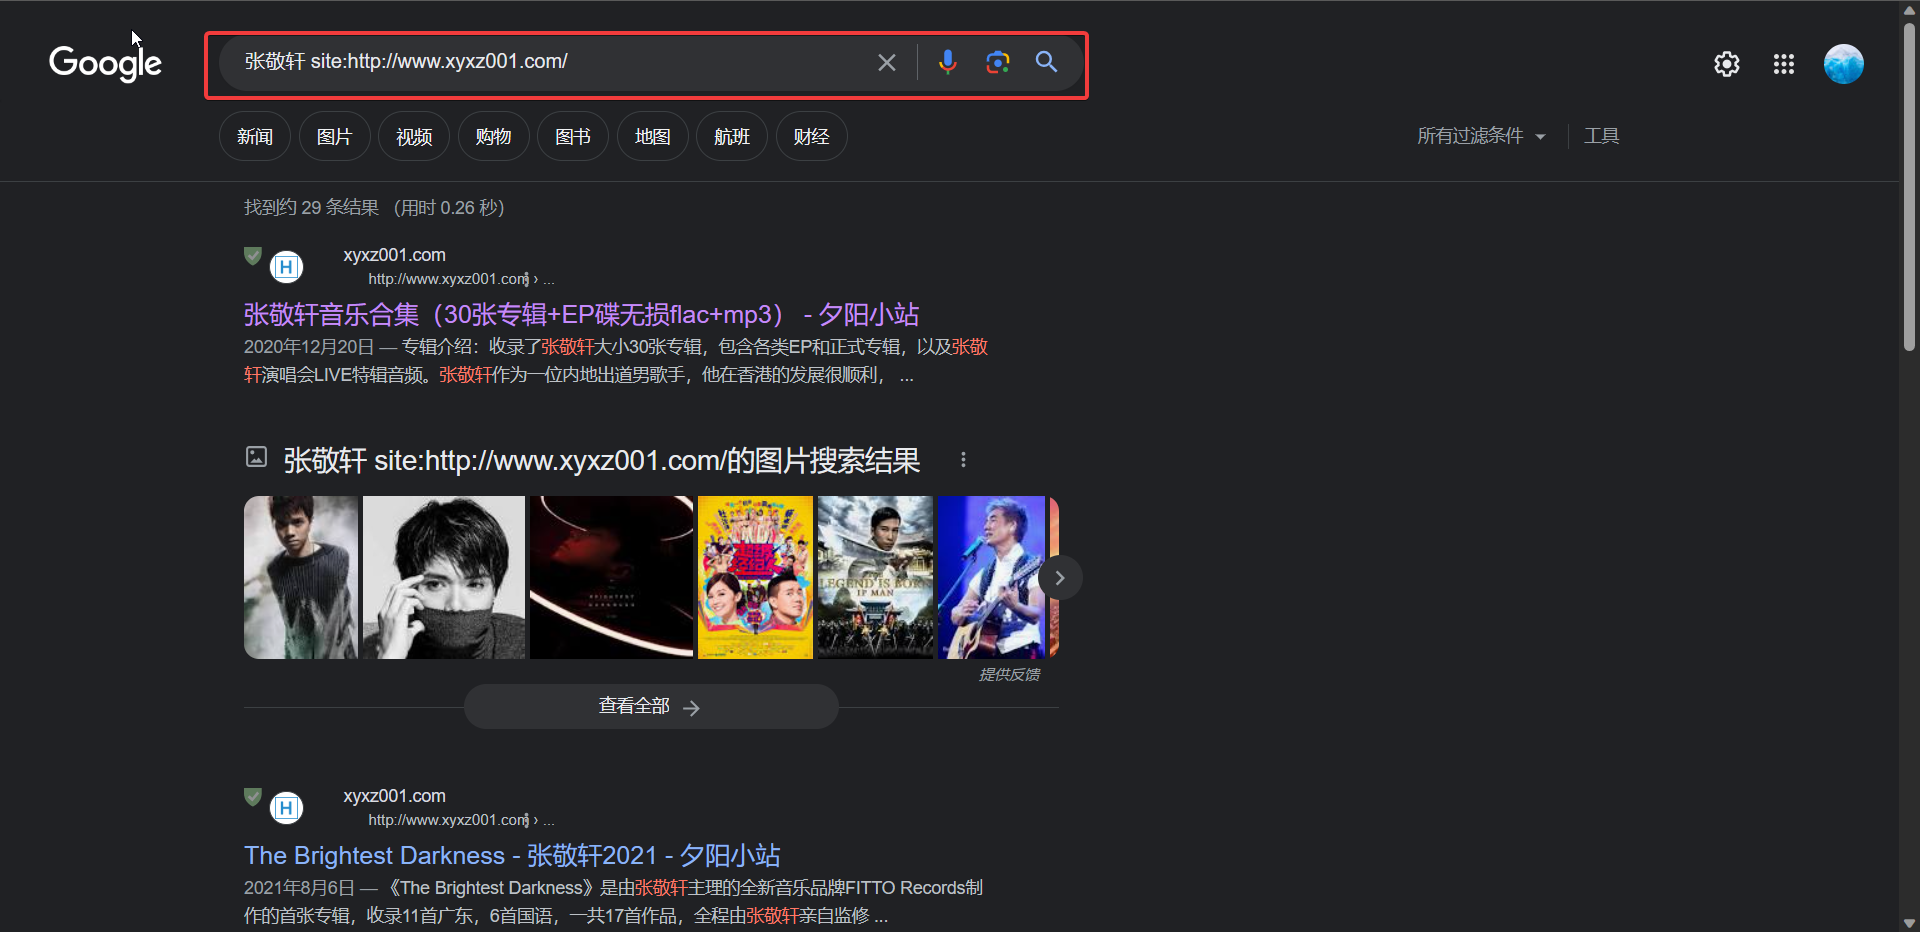 Google
张敬轩 site:http://www.xyxz001.com/
新闻
图片
视频
购物
图书
地图
航班
财经
所有过滤条件
工具
找到约 29 条结果 （用时 0.26 秒）
H
xyxz001.com
http://www.xyxz001.com › ...
张敬轩音乐合集（30张专辑+EP碟无损flac+mp3） - 夕阳小站
2020年12月20日 — 专辑介绍：收录了张敬轩大小30张专辑，包含各类EP和正式专辑，以及张敬
轩演唱会LIVE特辑音频。张敬轩作为一位内地出道男歌手，他在香港的发展很顺利， ...
张敬轩 site:http://www.xyxz001.com/的图片搜索结果
BRIGHTEST
DARKNESS
LEGEND IS BORN
IP MAN
提供反馈
查看全部
H
xyxz001.com
http://www.xyxz001.com › ...
The Brightest Darkness - 张敬轩2021 - 夕阳小站
2021年8月6日 — 《The Brightest Darkness》是由张敬轩主理的全新音乐品牌FITTO Records制
作的首张专辑，收录11首广东，6首国语，一共17首作品，全程由张敬轩亲自监修 ...